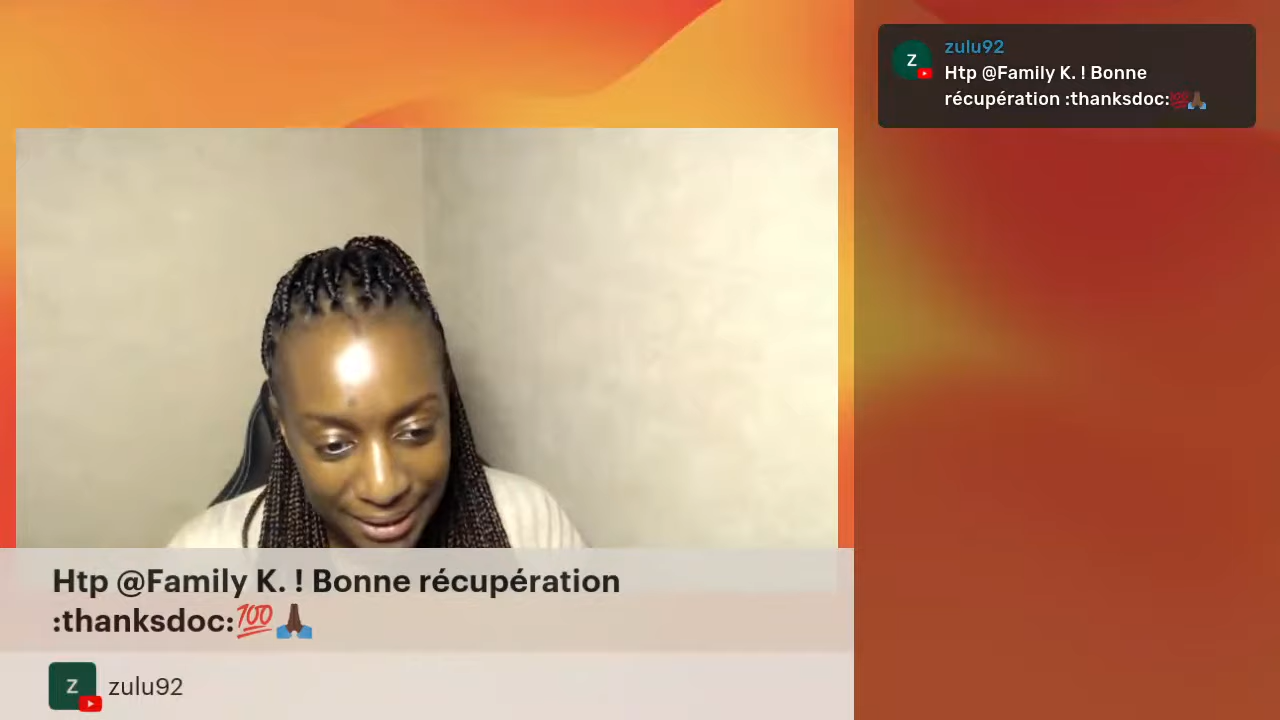 zulu92
Htp @Family K. ! Bonne
récupération :thanksdoc:💯🙏🏿
Htp @Family K. ! Bonne récupération
:thanksdoc:💯🙏🏿
Z
zulu92